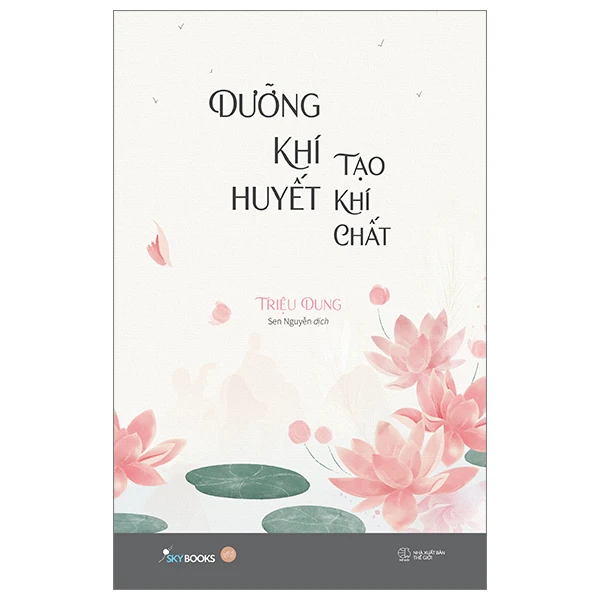 DƯỠNG
KHÍ
HUYẾT
TẠO
KHÍ
CHẤT
TRIỆU DUNG
Sen Nguyễn dịch
SKYBOOKS
NHÀ XUẤT BẢN
THẾ GIỚI